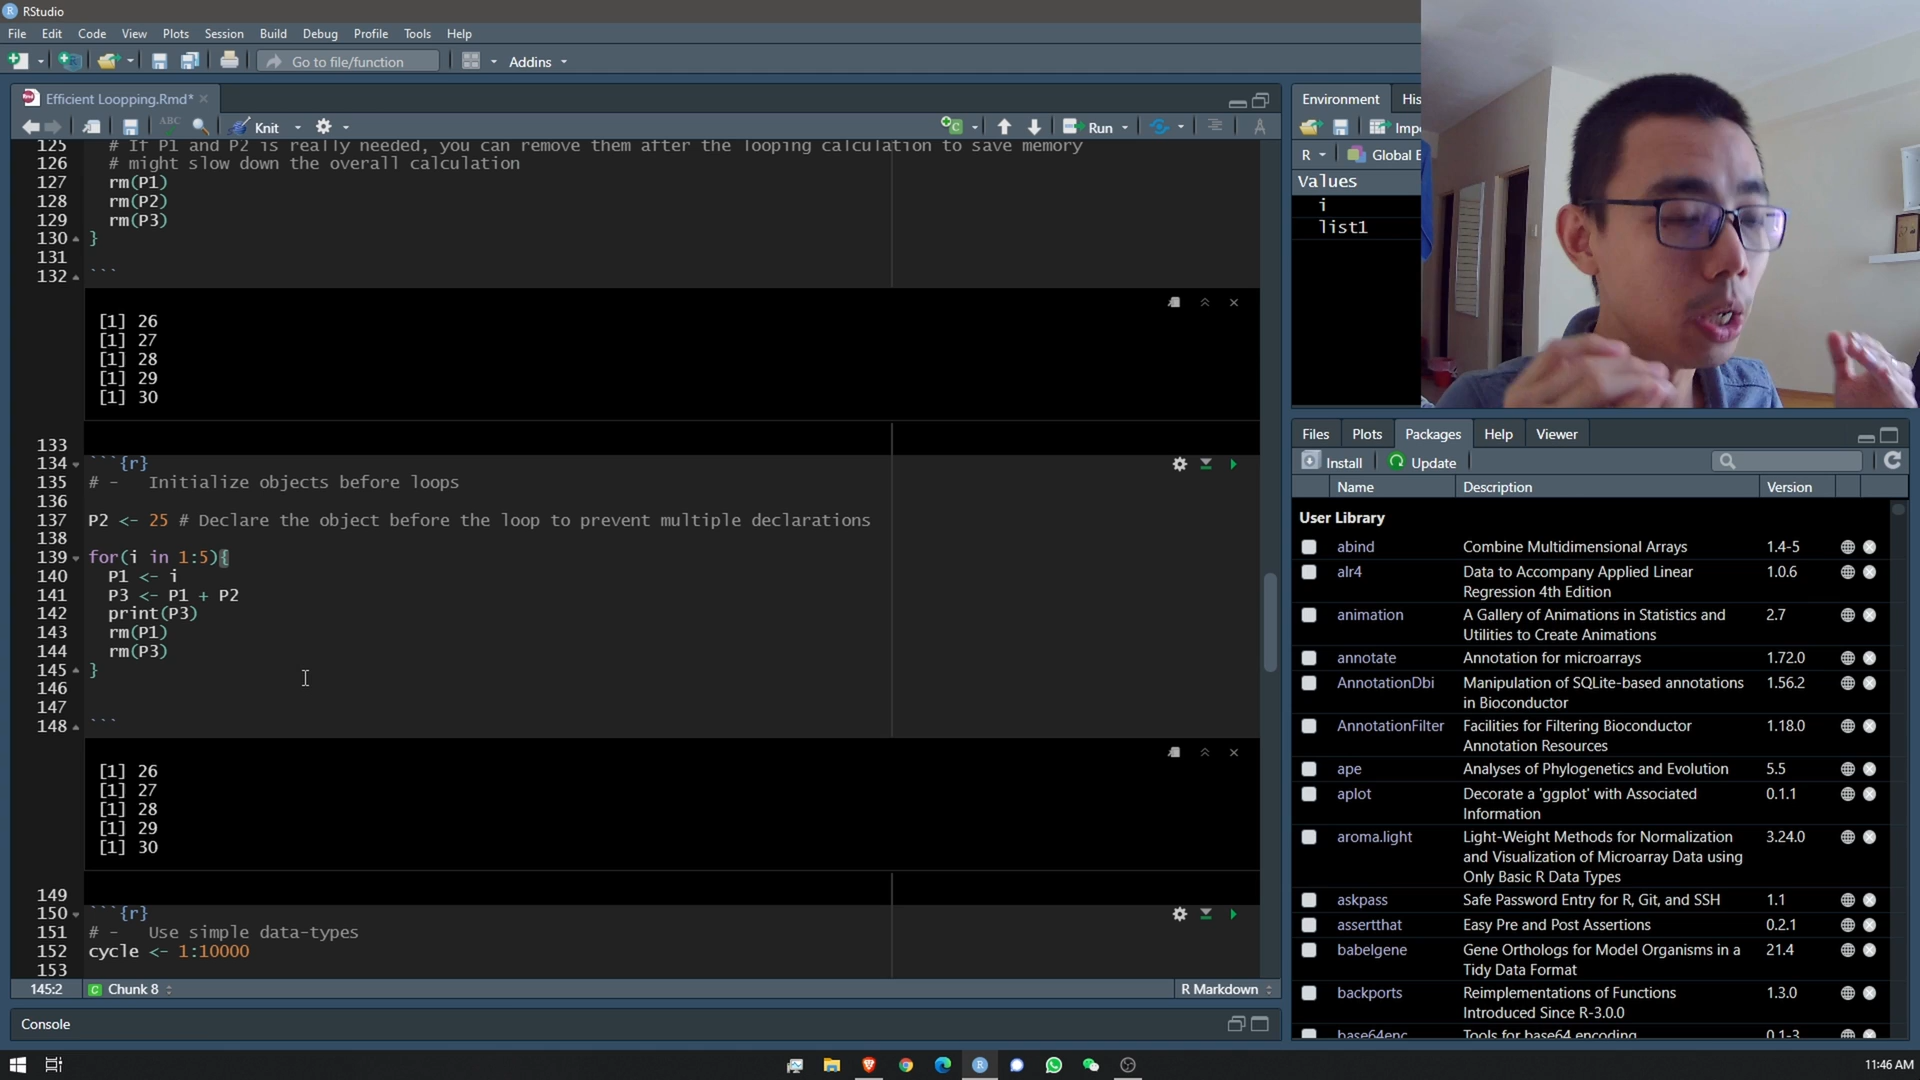 RStudio
File Edit Code View Plots Session Build Debug Profile Tools Help
Go to file/function Addins
Efficient Loopping.Rmd*
ABC Knit Run
125 # If P1 and P2 is really needed, you can remove them after the looping calculation to save memory
126 # might slow down the overall calculation
127 rm(P1)
128 rm(P2)
129 rm(P3)
130 }
131
132 ```
[1] 26
[1] 27
[1] 28
[1] 29
[1] 30
133
134 ```{r}
135 # - Initialize objects before loops
136
137 P2 <- 25 # Declare the object before the loop to prevent multiple declarations
138
139 for(i in 1:5){
140 P1 <- i
141 P3 <- P1 + P2
142 print(P3)
143 rm(P1)
144 rm(P3)
145 }
146
147
148 ```
[1] 26
[1] 27
[1] 28
[1] 29
[1] 30
149
150 ```{r}
151 # - Use simple data-types
152 cycle <- 1:10000
153
145:2 Chunk 8 R Markdown
Console
Environment
R Global
Values
i
list1
Files Plots Packages Help Viewer
Install Update
Name Description Version
User Library
abind Combine Multidimensional Arrays 1.4-5
alr4 Data to Accompany Applied Linear 1.0.6
Regression 4th Edition
animation A Gallery of Animations in Statistics and 2.7
Utilities to Create Animations
annotate Annotation for microarrays 1.72.0
AnnotationDbi Manipulation of SQLite-based annotations 1.56.2
in Bioconductor
AnnotationFilter Facilities for Filtering Bioconductor 1.18.0
Annotation Resources
ape Analyses of Phylogenetics and Evolution 5.5
aplot Decorate a 'ggplot' with Associated 0.1.1
Information
aroma.light Light-Weight Methods for Normalization 3.24.0
and Visualization of Microarray Data using
Only Basic R Data Types
askpass Safe Password Entry for R, Git, and SSH 1.1
assertthat Easy Pre and Post Assertions 0.2.1
babelgene Gene Orthologs for Model Organisms in a 21.4
Tidy Data Format
backports Reimplementations of Functions 1.3.0
Introduced Since R-3.0.0
base64enc Tools for base64 encoding 0.1-3
11:46 AM